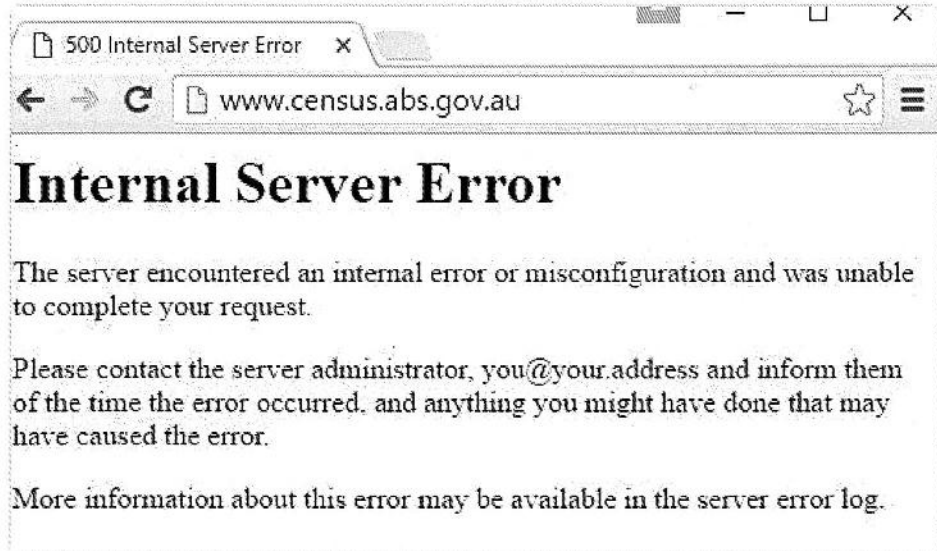 500 Internal Server Error
www.census.abs.gov.au
Internal Server Error
The server encountered an internal error or misconfiguration and was unable
to complete your request.
Please contact the server administrator, you@your.address and inform them
of the time the error occurred, and anything you might have done that may
have caused the error.
More information about this error may be available in the server error log.